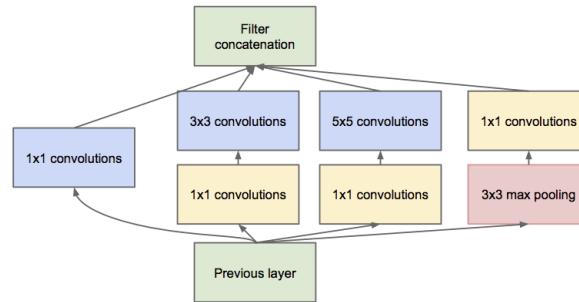 Filter
concatenation
3x3 convolutions
5x5 convolutions
1x1 convolutions
1x1 convolutions
1x1 convolutions
1x1 convolutions
3x3 max pooling
Previous layer